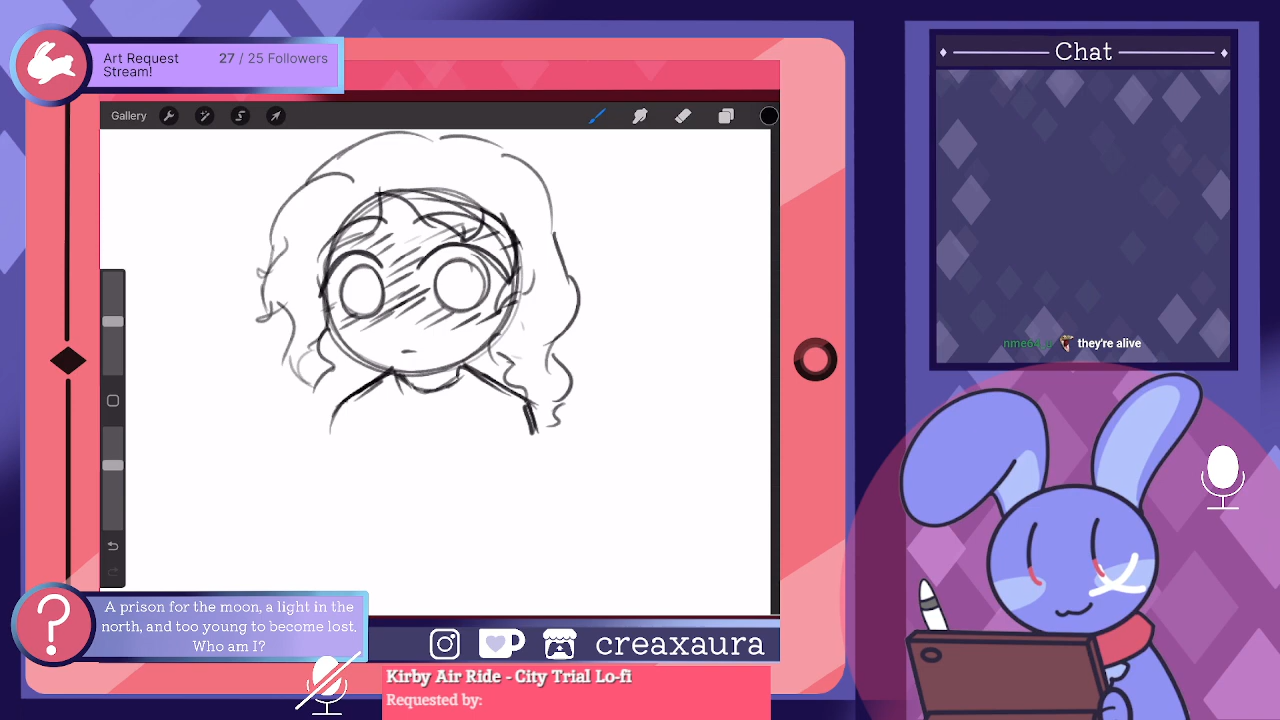 Art Request
Stream!
27 / 25 Followers
Chat
Gallery
they're alive
A prison for the moon, a light in the
north, and too young to become lost.
Who am I?
creaxaura
Kirby Air Ride - City Trial Lo-fi
Requested by: